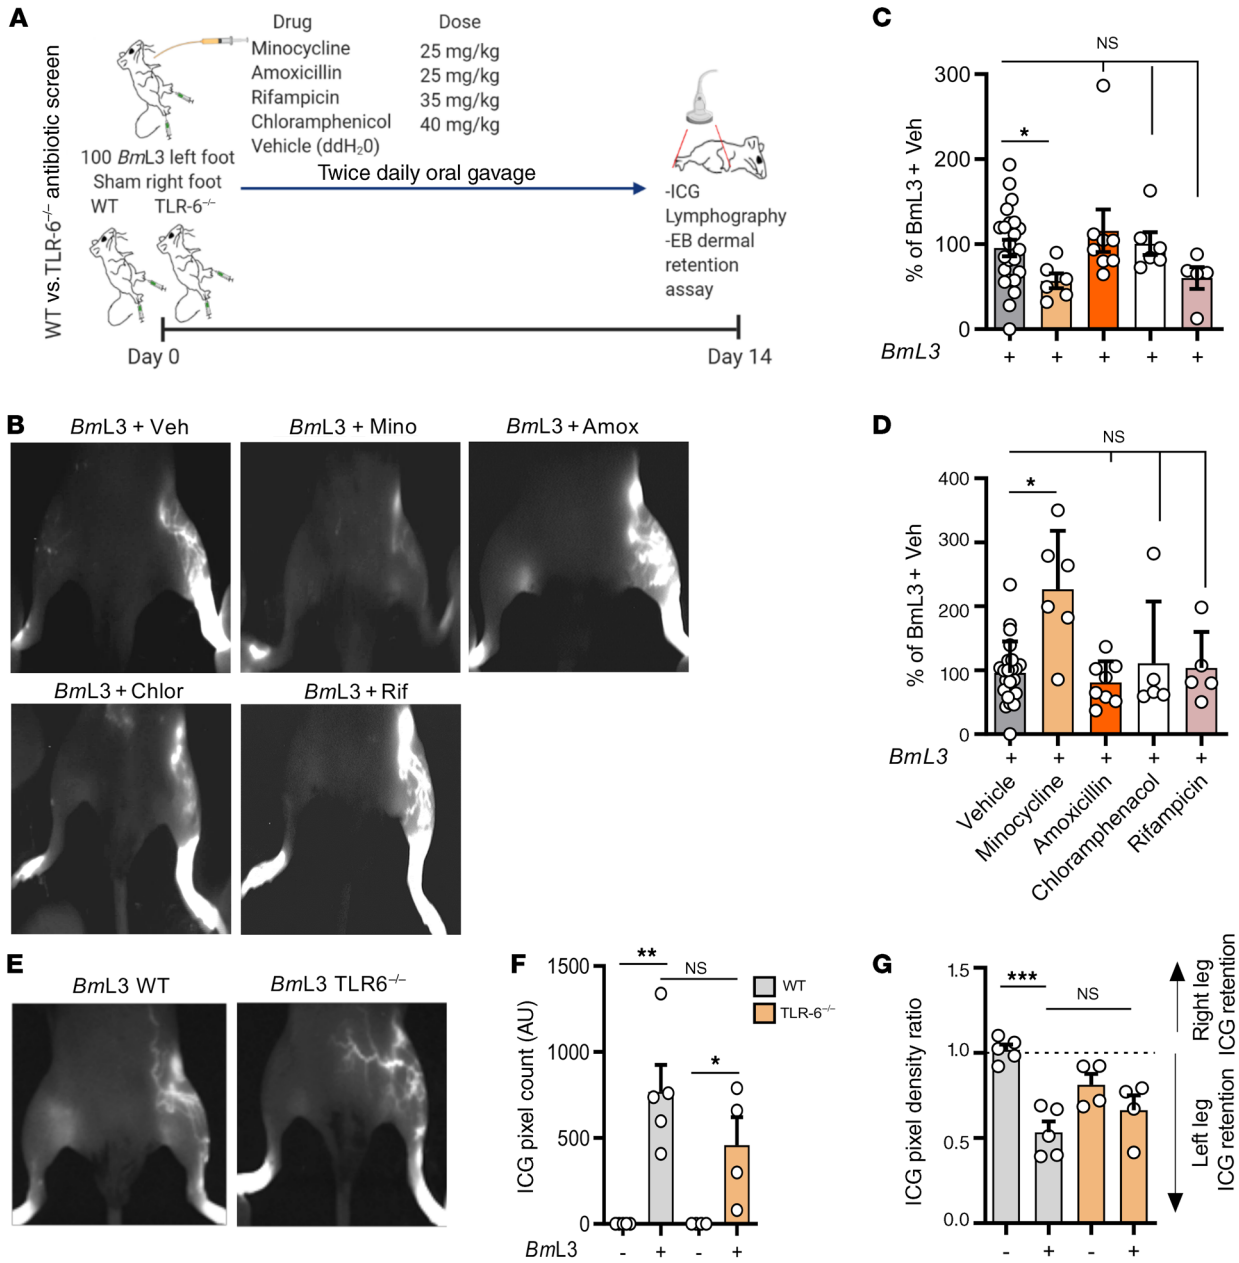 A
WT vs.TLR-6–/– antibiotic screen
Drug Dose
Minocycline 25 mg/kg
Amoxicillin 25 mg/kg
Rifampicin 35 mg/kg
Chloramphenicol 40 mg/kg
Vehicle (ddH20)
100 BmL3 left foot
Sham right foot
WT TLR-6–/–
Twice daily oral gavage
-ICG
Lymphography
-EB dermal
retention
assay
Day 0 Day 14
B
BmL3 + Veh BmL3 + Mino BmL3 + Amox
BmL3 + Chlor BmL3 + Rif
C
NS
*
% of BmL3 + Veh
300
200
100
0
BmL3 + + + + +
D
NS
*
% of BmL3 + Veh
400
300
200
100
0
BmL3 + + + + +
Vehicle
Minocycline
Amoxicillin
Chloramphenacol
Rifampicin
E
BmL3 WT BmL3 TLR6–/–
F
ICG pixel count (AU)
1500
1000
500
0
**
NS
*
WT
TLR-6–/–
BmL3 - + - +
G
ICG pixel density ratio
1.5
1.0
0.5
0.0
***
NS
- + - +
Right leg
ICG retention
Left leg
ICG retention